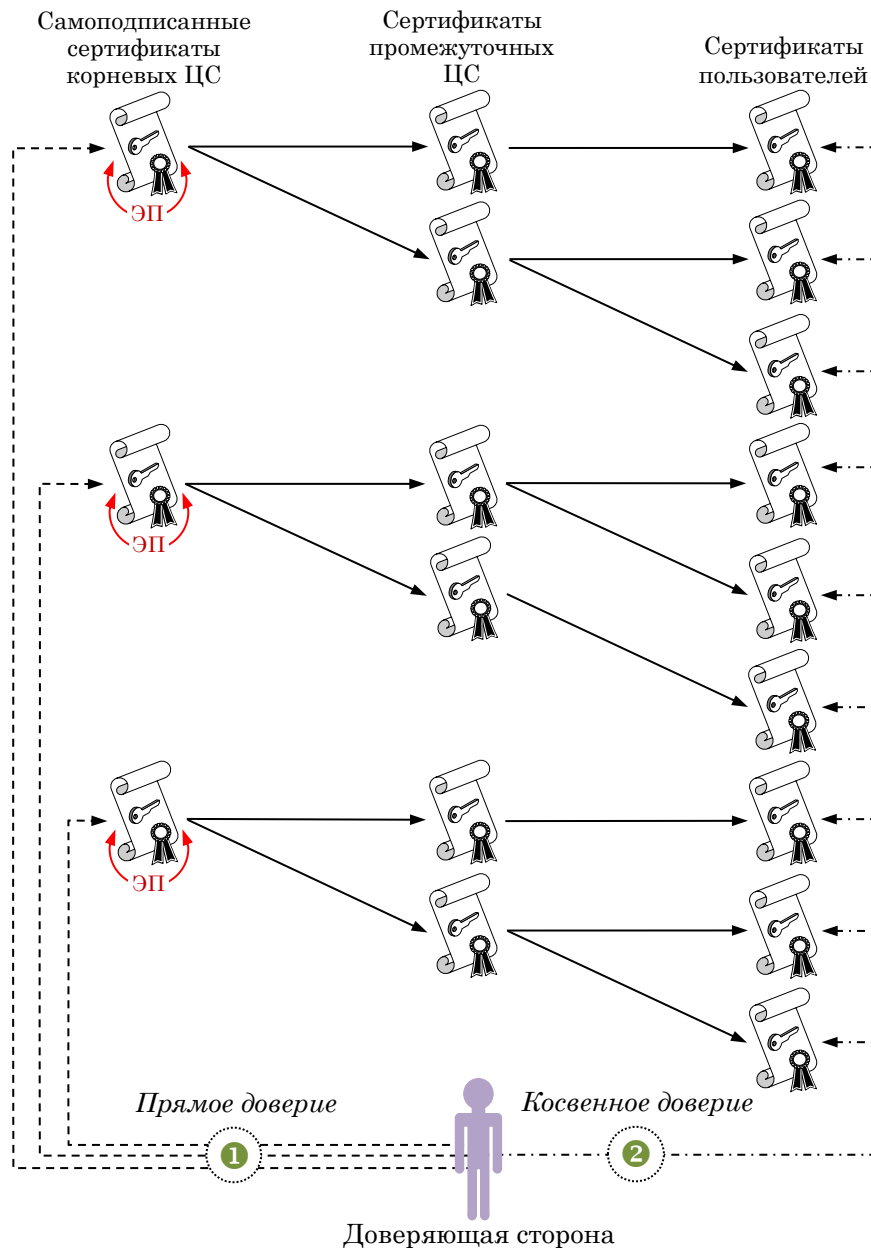 Самоподписанные
сертификаты
корневых ЦС
Сертификаты
промежуточных
ЦС
Сертификаты
пользователей
ЭП
ЭП
ЭП
Прямое доверие
Косвенное доверие
1
2
Доверяющая сторона